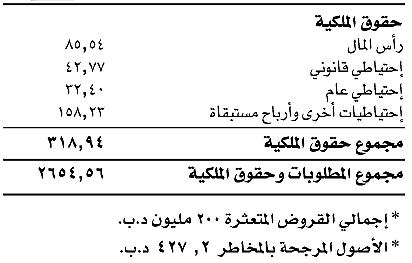 حقوق الملكية
رأس المال ٨٥,٥٤
إحتياطي قانوني ٤٢,٧٧
إحتياطي عام ٣٢,٤٠
إحتياطيات أخرى وأرباح مستبقاة ١٥٨,٢٣
مجموع حقوق الملكية ٣١٨,٩٤
مجموع المطلوبات وحقوق الملكية ٢٦٥٤,٥٦
* إجمالي القروض المتعثرة ٢٠٠ مليون د.ب.
* الأصول المرجحة بالمخاطر ٢, ٤٢٧ د.ب.